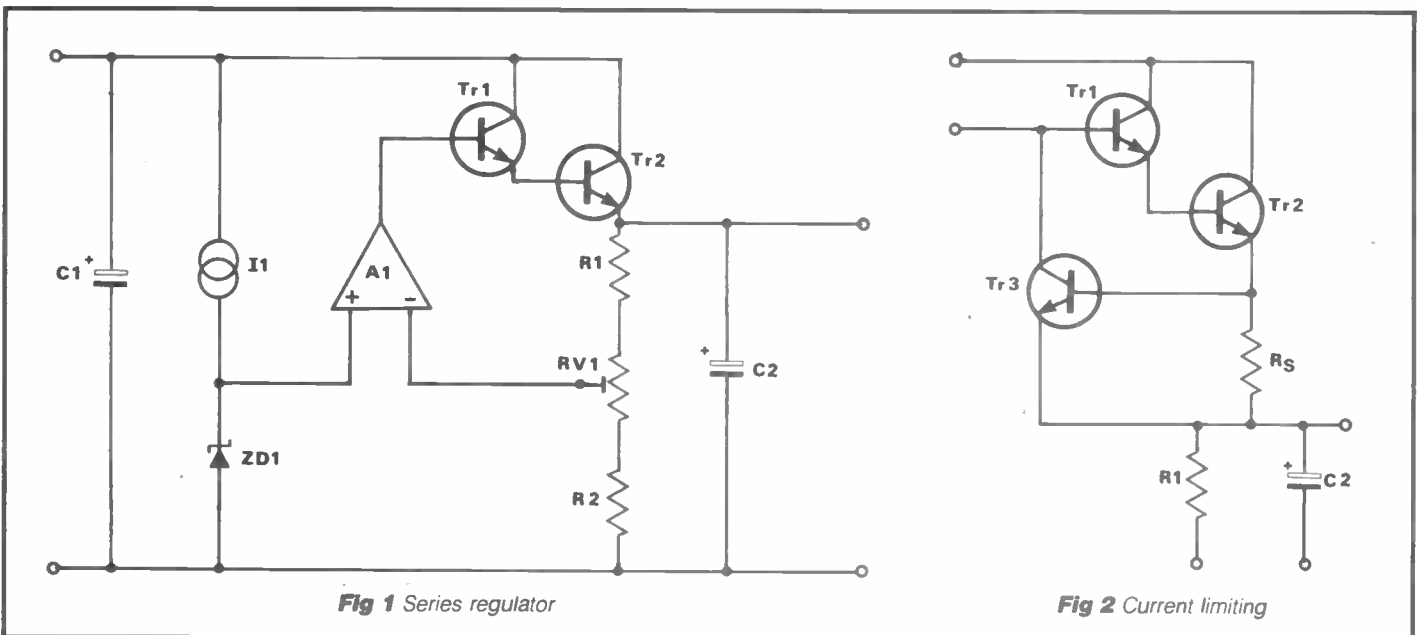 Tr1
Tr2
C1
+
I1
A1
+
-
R1
RV1
+
C2
ZD1
R2
Fig 1 Series regulator
Tr1
Tr2
Tr3
RS
R1
+
C2
Fig 2 Current limiting